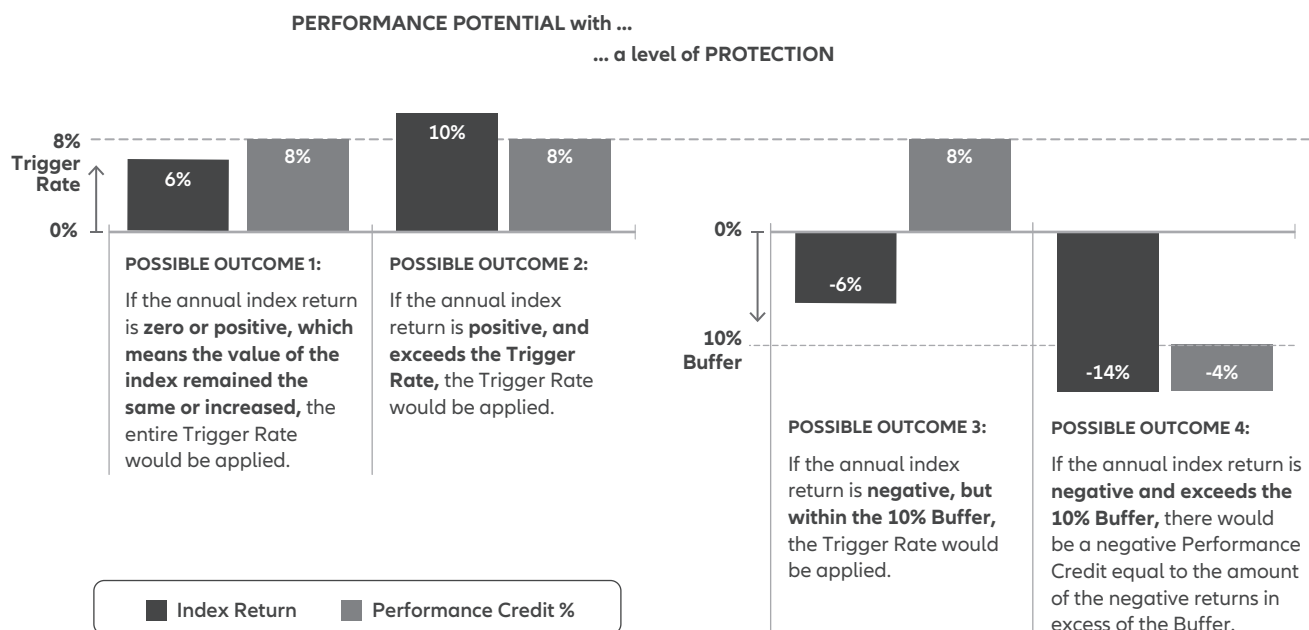 PERFORMANCE POTENTIAL with ...
... a level of PROTECTION
8%
Trigger
Rate
0%
6%
8%
10%
8%
POSSIBLE OUTCOME 1:
If the annual index return
is zero or positive, which
means the value of the
index remained the
same or increased, the
entire Trigger Rate
would be applied.
POSSIBLE OUTCOME 2:
If the annual index
return is positive, and
exceeds the Trigger
Rate, the Trigger Rate
would be applied.
0%
10%
Buffer
-6%
8%
-14%
-4%
POSSIBLE OUTCOME 3:
If the annual index
return is negative, but
within the 10% Buffer,
the Trigger Rate would
be applied.
POSSIBLE OUTCOME 4:
If the annual index return is
negative and exceeds the
10% Buffer, there would
be a negative Performance
Credit equal to the amount
of the negative returns in
excess of the Buffer.
Index Return
Performance Credit %